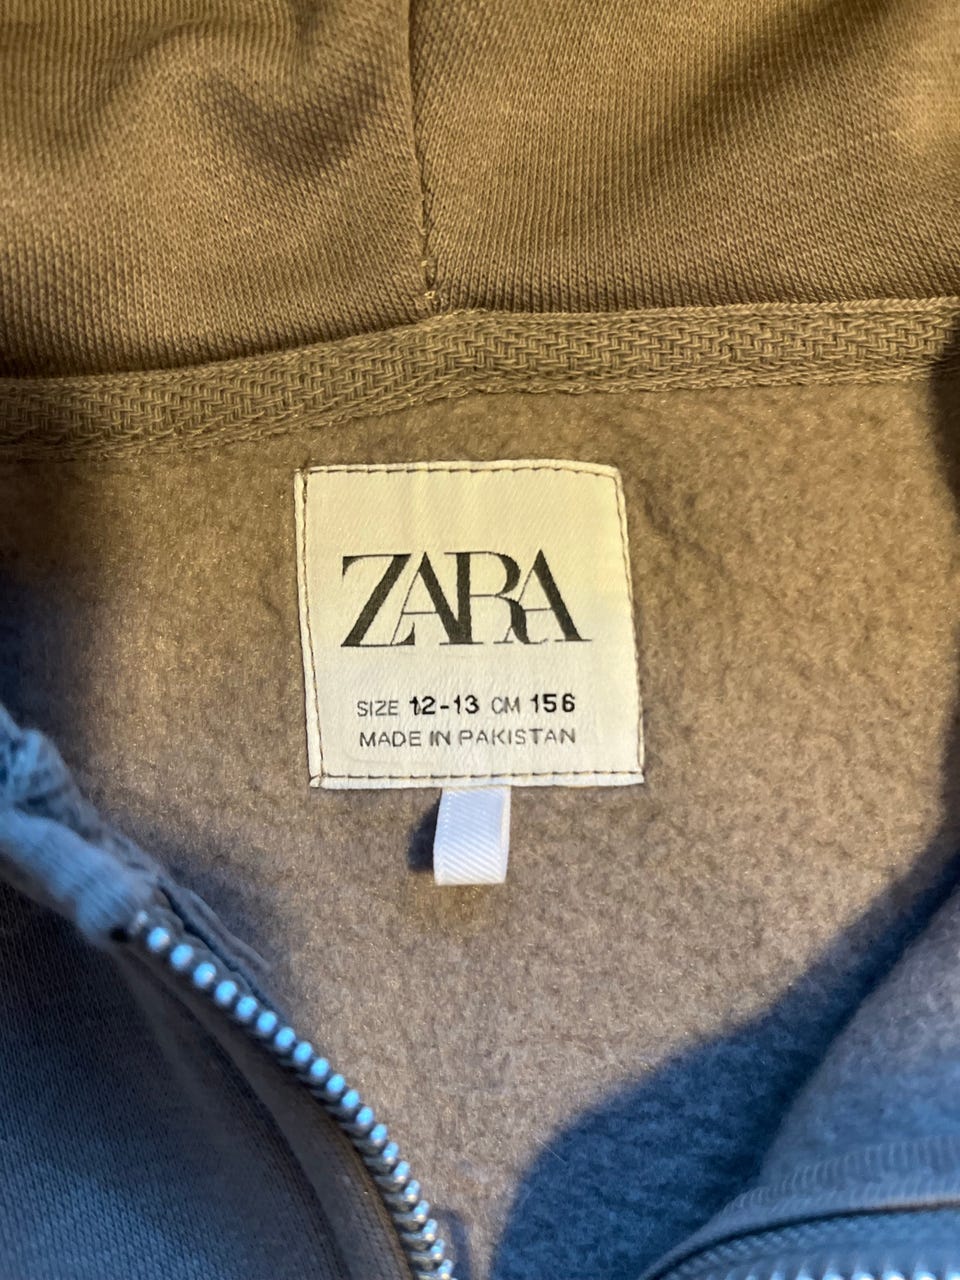 ZARA
SIZE 12-13 CM 156
MADE IN PAKISTAN